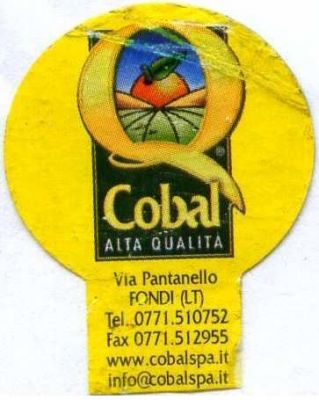 Q
®
Cobal
ALTA QUALITÀ
Via Pantanello
FONDI (LT)
Tel. 0771.510752
Fax 0771.512955
www.cobalspa.it
info@cobalspa.it